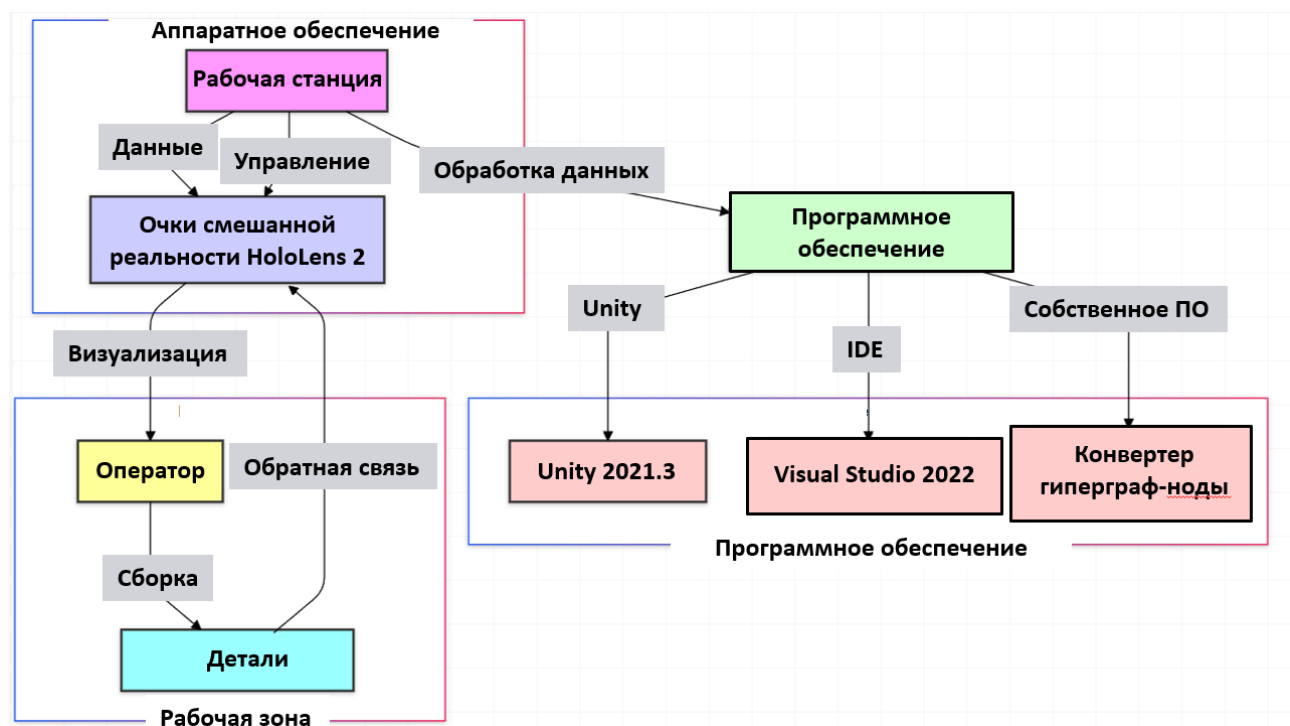 Аппаратное обеспечение
Рабочая станция
Данные
Управление
Обработка данных
Очки смешанной
реальности HoloLens 2
Программное
обеспечение
Unity
IDE
Собственное ПО
Визуализация
Оператор
Обратная связь
Unity 2021.3
Visual Studio 2022
Конвертер
гиперграф-ноды
Программное обеспечение
Сборка
Детали
Рабочая зона